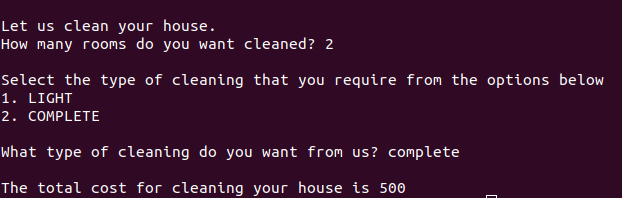 Let us clean your house.
How many rooms do you want cleaned? 2
Select the type of cleaning that you require from the options below
1. LIGHT
2. COMPLETE
What type of cleaning do you want from us? complete
The total cost for cleaning your house is 500